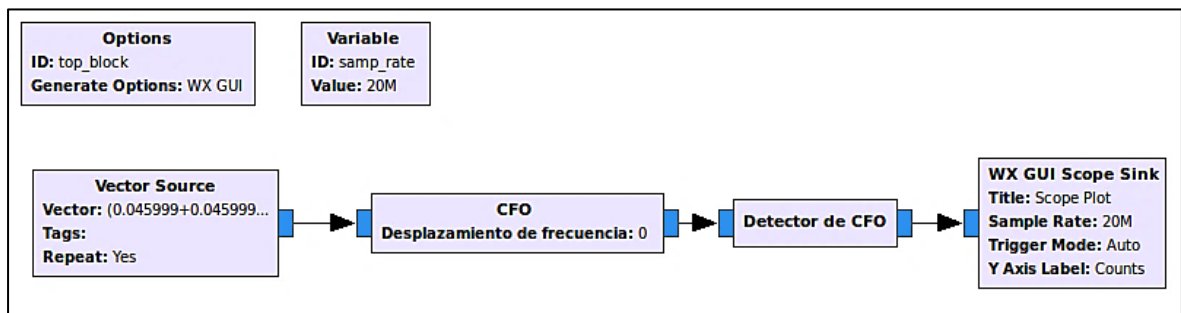 Options
ID: top_block
Generate Options: WX GUI
Variable
ID: samp_rate
Value: 20M
Vector Source
Vector: (0.045999+0.045999...
Tags:
Repeat: Yes
CFO
Desplazamiento de frecuencia: 0
Detector de CFO
WX GUI Scope Sink
Title: Scope Plot
Sample Rate: 20M
Trigger Mode: Auto
Y Axis Label: Counts